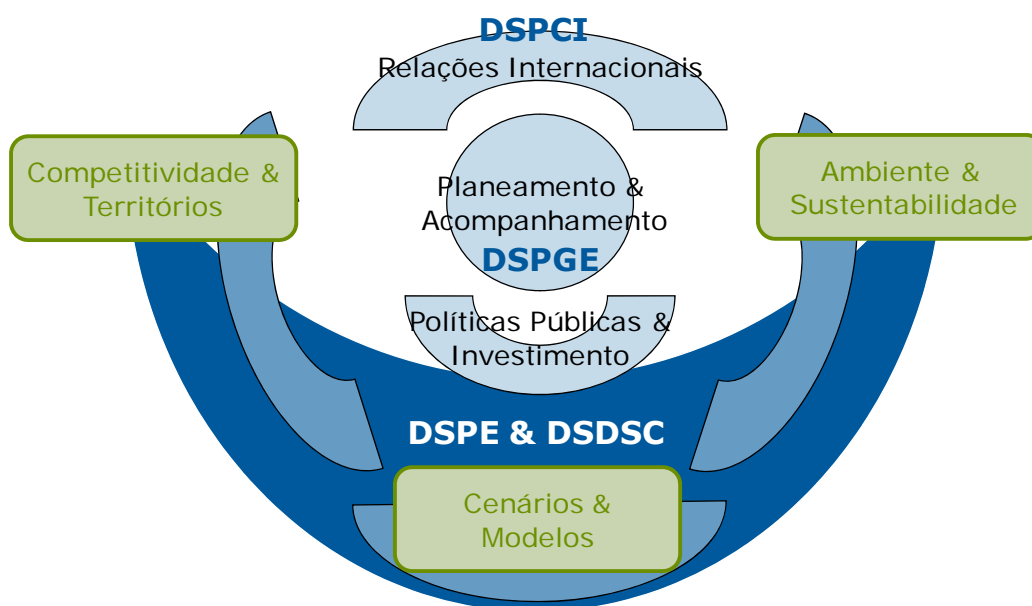 DSPCI
Relações Internacionais
Competitividade &
Territórios
Planeamento &
Acompanhamento
DSPGE
Ambiente &
Sustentabilidade
Políticas Públicas &
Investimento
DSPE & DSDSC
Cenários &
Modelos